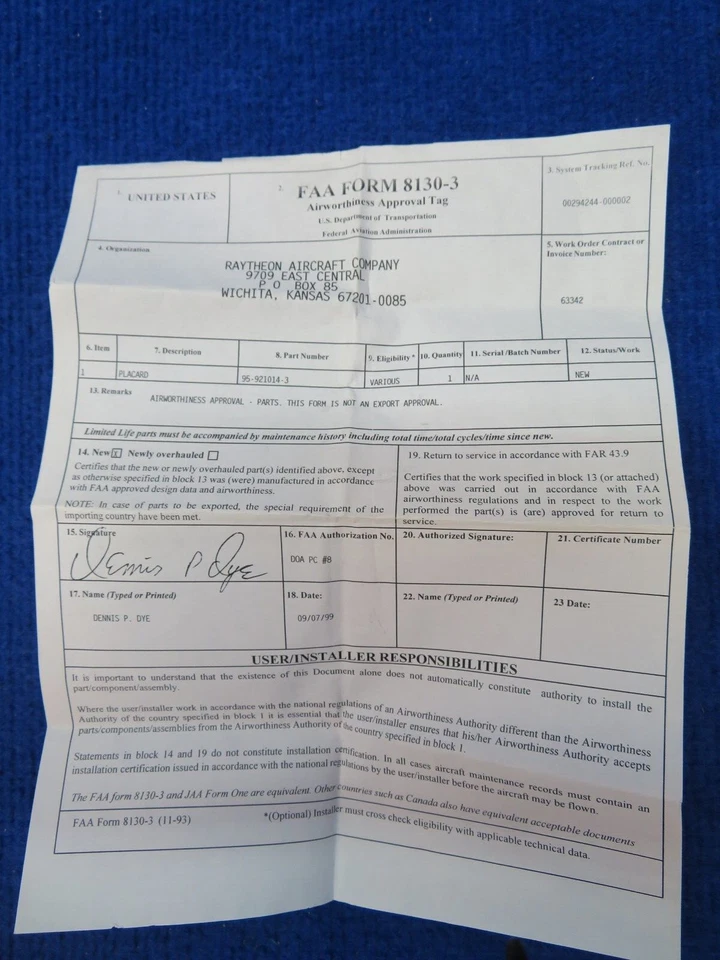 1. UNITED STATES
2. FAA FORM 8130-3
Airworthiness Approval Tag
U.S. Department of Transportation
Federal Aviation Administration
3. System Tracking Ref. No.
00294244-000002
4. Organization
RAYTHEON AIRCRAFT COMPANY
9709 EAST CENTRAL
P O BOX 85
WICHITA, KANSAS 67201-0085
5. Work Order Contract or
Invoice Number:
63342
6. Item 7. Description 8. Part Number 9. Eligibility * 10. Quantity 11. Serial /Batch Number 12. Status/Work
1 PLACARD 95-921014-3 VARIOUS 1 N/A NEW
13. Remarks
AIRWORTHINESS APPROVAL - PARTS. THIS FORM IS NOT AN EXPORT APPROVAL.
Limited Life parts must be accompanied by maintenance history including total time/total cycles/time since new.
14. New [X] Newly overhauled [ ]
Certifies that the new or newly overhauled part(s) identified above, except
as otherwise specified in block 13 was (were) manufactured in accordance
with FAA approved design data and airworthiness.
NOTE: In case of parts to be exported, the special requirement of the
importing country have been met.
19. Return to service in accordance with FAR 43.9
Certifies that the work specified in block 13 (or attached)
above was carried out in accordance with FAA
airworthiness regulations and in respect to the work
performed the part(s) is (are) approved for return to
service.
15. Signature
Dennis P Dye
16. FAA Authorization No.
DOA PC #8
20. Authorized Signature:
21. Certificate Number
17. Name (Typed or Printed)
DENNIS P. DYE
18. Date:
09/07/99
22. Name (Typed or Printed)
23 Date:
USER/INSTALLER RESPONSIBILITIES
It is important to understand that the existence of this Document alone does not automatically constitute authority to install the
part/component/assembly.
Where the user/installer work in accordance with the national regulations of an Airworthiness Authority different than the Airworthiness
Authority of the country specified in block 1 it is essential that the user/installer ensures that his/her Airworthiness Authority accepts
parts/components/assemblies from the Airworthiness Authority of the country specified in block 1.
Statements in block 14 and 19 do not constitute installation certification. In all cases aircraft maintenance records must contain an
installation certification issued in accordance with the national regulations by the user/installer before the aircraft may be flown.
The FAA form 8130-3 and JAA Form One are equivalent. Other countries such as Canada also have equivalent acceptable documents
FAA Form 8130-3 (11-93) *(Optional) Installer must cross check eligibility with applicable technical data.